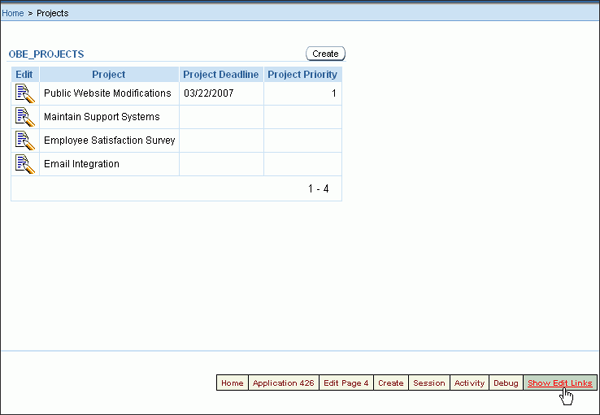 Home > Projects
OBE_PROJECTS Create
Edit Project Project Deadline Project Priority
Public Website Modifications 03/22/2007 1
Maintain Support Systems
Employee Satisfaction Survey
Email Integration
1 - 4
Home Application 426 Edit Page 4 Create Session Activity Debug Show Edit Links